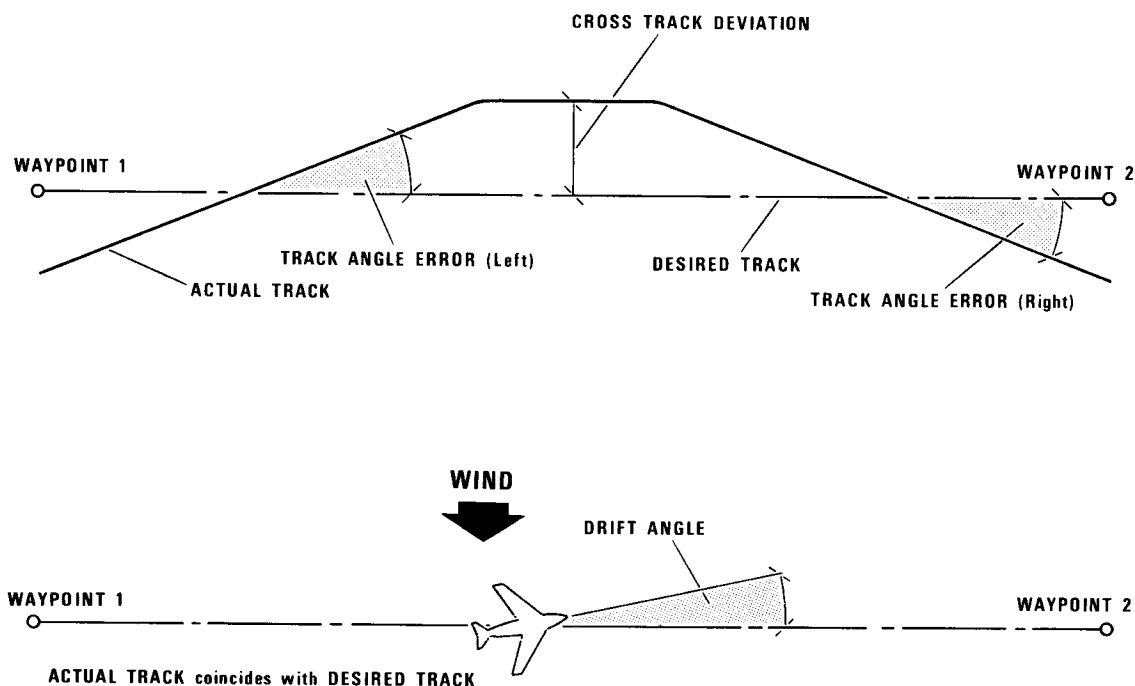 CROSS TRACK DEVIATION
WAYPOINT 1
WAYPOINT 2
TRACK ANGLE ERROR (Left)
DESIRED TRACK
ACTUAL TRACK
TRACK ANGLE ERROR (Right)
WIND
DRIFT ANGLE
WAYPOINT 1
WAYPOINT 2
ACTUAL TRACK coincides with DESIRED TRACK